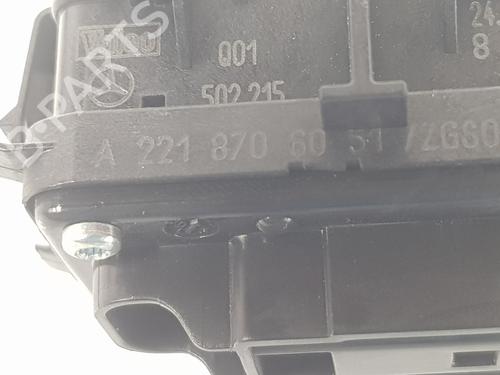 Valeo
Q01
502 215
24.
8
A 221 870 60 51 /ZGS0
B-PARTS